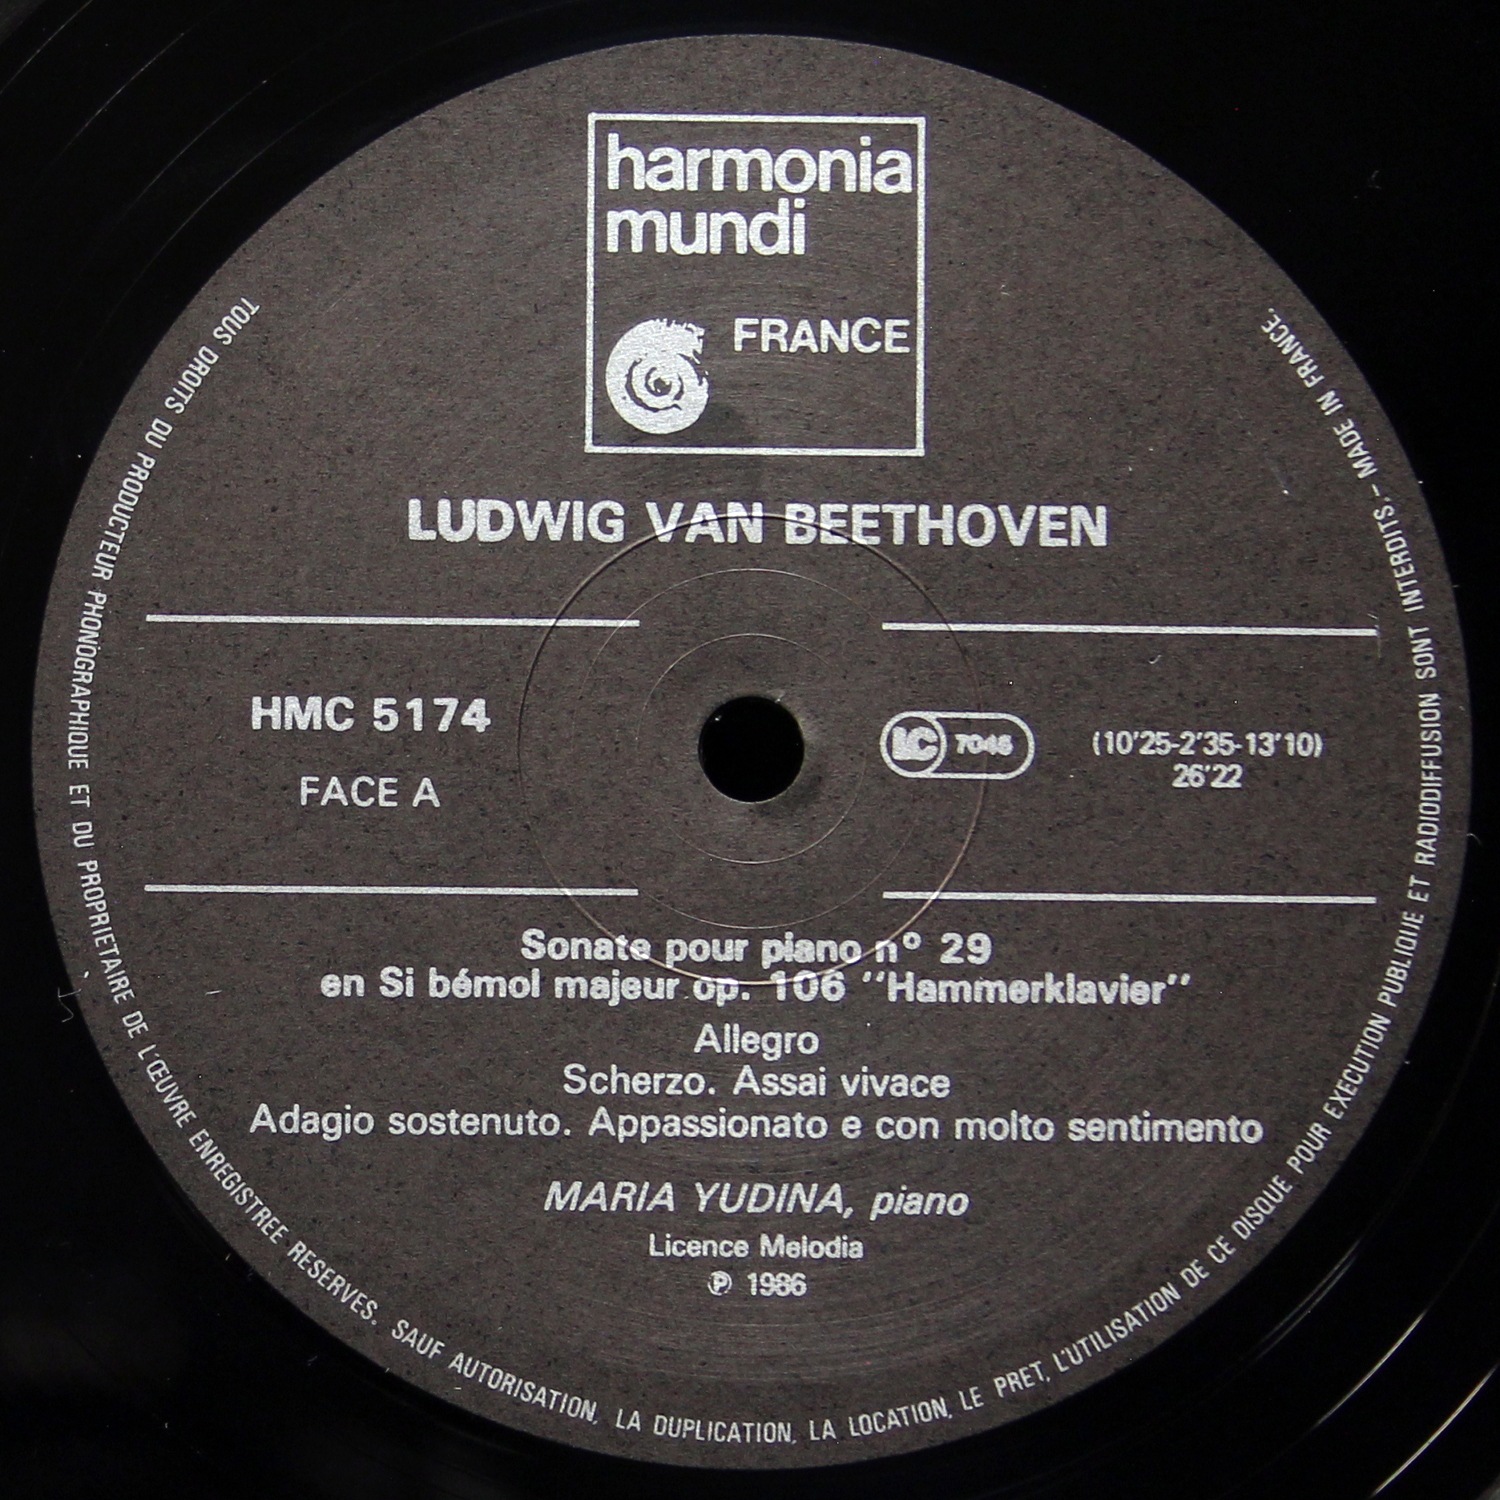 harmonia
mundi
FRANCE
LUDWIG VAN BEETHOVEN
HMC 5174
FACE A
LC 7045
(10'25-2'35-13'10)
26'22
Sonate pour piano nº 29
en Si bémol majeur op. 106 "Hammerklavier"
Allegro
Scherzo. Assai vivace
Adagio sostenuto. Appassionato e con molto sentimento
MARIA YUDINA, piano
Licence Melodia
℗ 1986
TOUS DROITS DU PRODUCTEUR PHONOGRAPHIQUE ET DU PROPRIETAIRE DE L'ŒUVRE ENREGISTREE RESERVES. SAUF AUTORISATION, LA DUPLICATION, LA LOCATION, LE PRET, L'UTILISATION DE CE DISQUE POUR EXECUTION PUBLIQUE ET RADIODIFFUSION SONT INTERDITS. – MADE IN FRANCE.